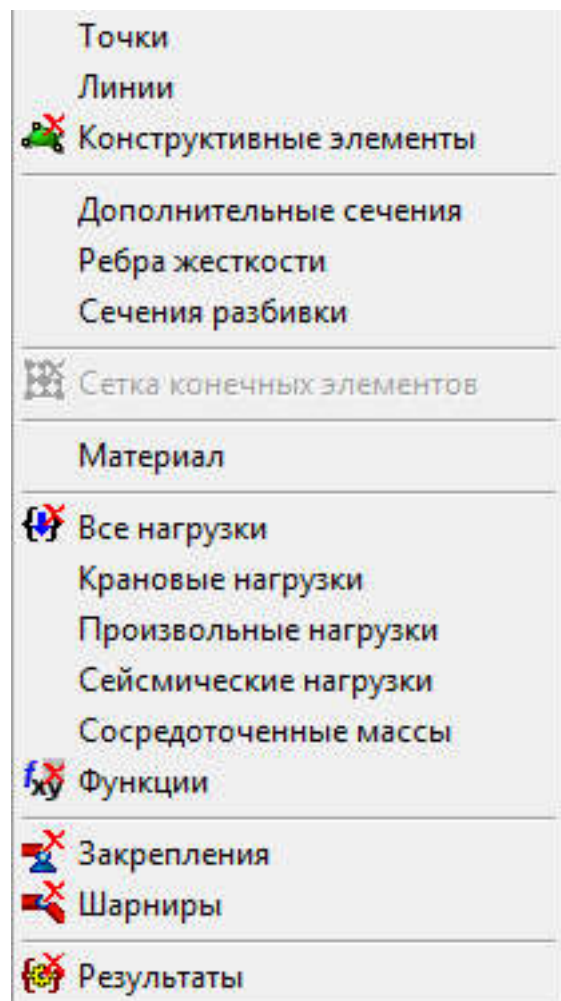 Точки
Линии
Конструктивные элементы
Дополнительные сечения
Ребра жесткости
Сечения разбивки
Сетка конечных элементов
Материал
Все нагрузки
Крановые нагрузки
Произвольные нагрузки
Сейсмические нагрузки
Сосредоточенные массы
fxy Функции
Закрепления
Шарниры
Результаты